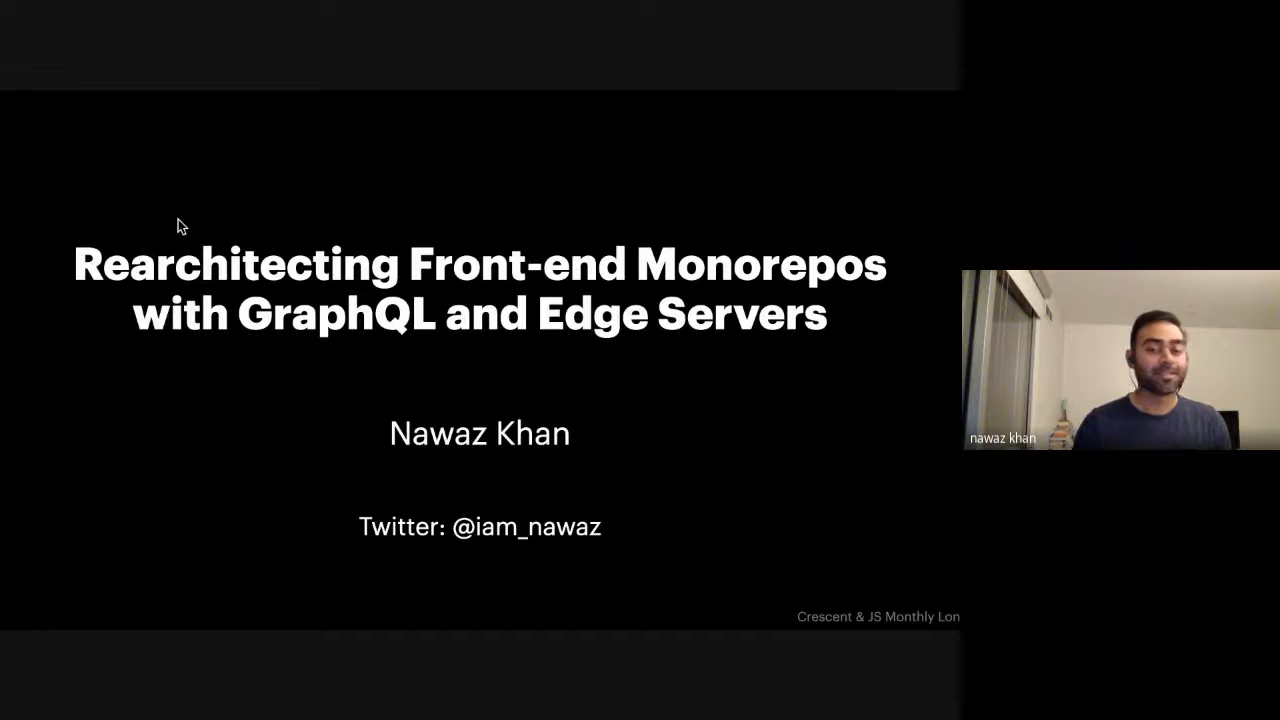 Rearchitecting Front-end Monorepos
with GraphQL and Edge Servers
Nawaz Khan
Twitter: @iam_nawaz
Crescent & JS Monthly Lon
nawaz khan